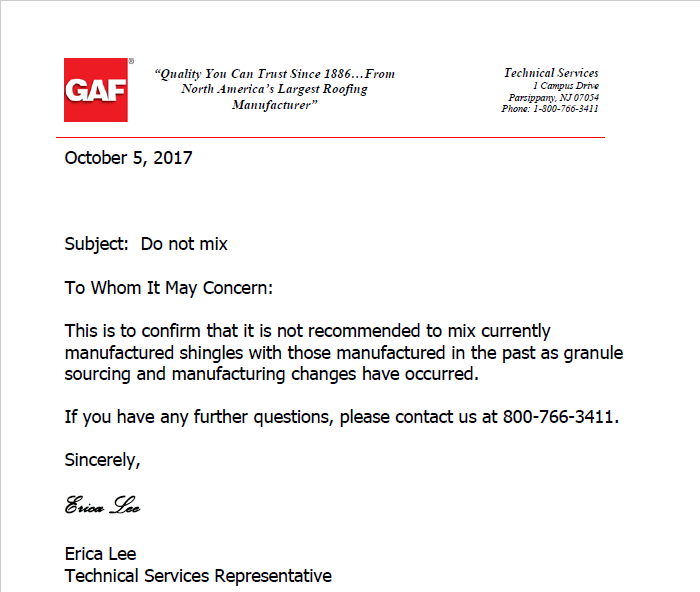 GAF®
“Quality You Can Trust Since 1886…From
North America’s Largest Roofing
Manufacturer”
Technical Services
1 Campus Drive
Parsippany, NJ 07054
Phone: 1-800-766-3411
October 5, 2017
Subject:  Do not mix
To Whom It May Concern:
This is to confirm that it is not recommended to mix currently
manufactured shingles with those manufactured in the past as granule
sourcing and manufacturing changes have occurred.
If you have any further questions, please contact us at 800-766-3411.
Sincerely,
Erica Lee
Erica Lee
Technical Services Representative